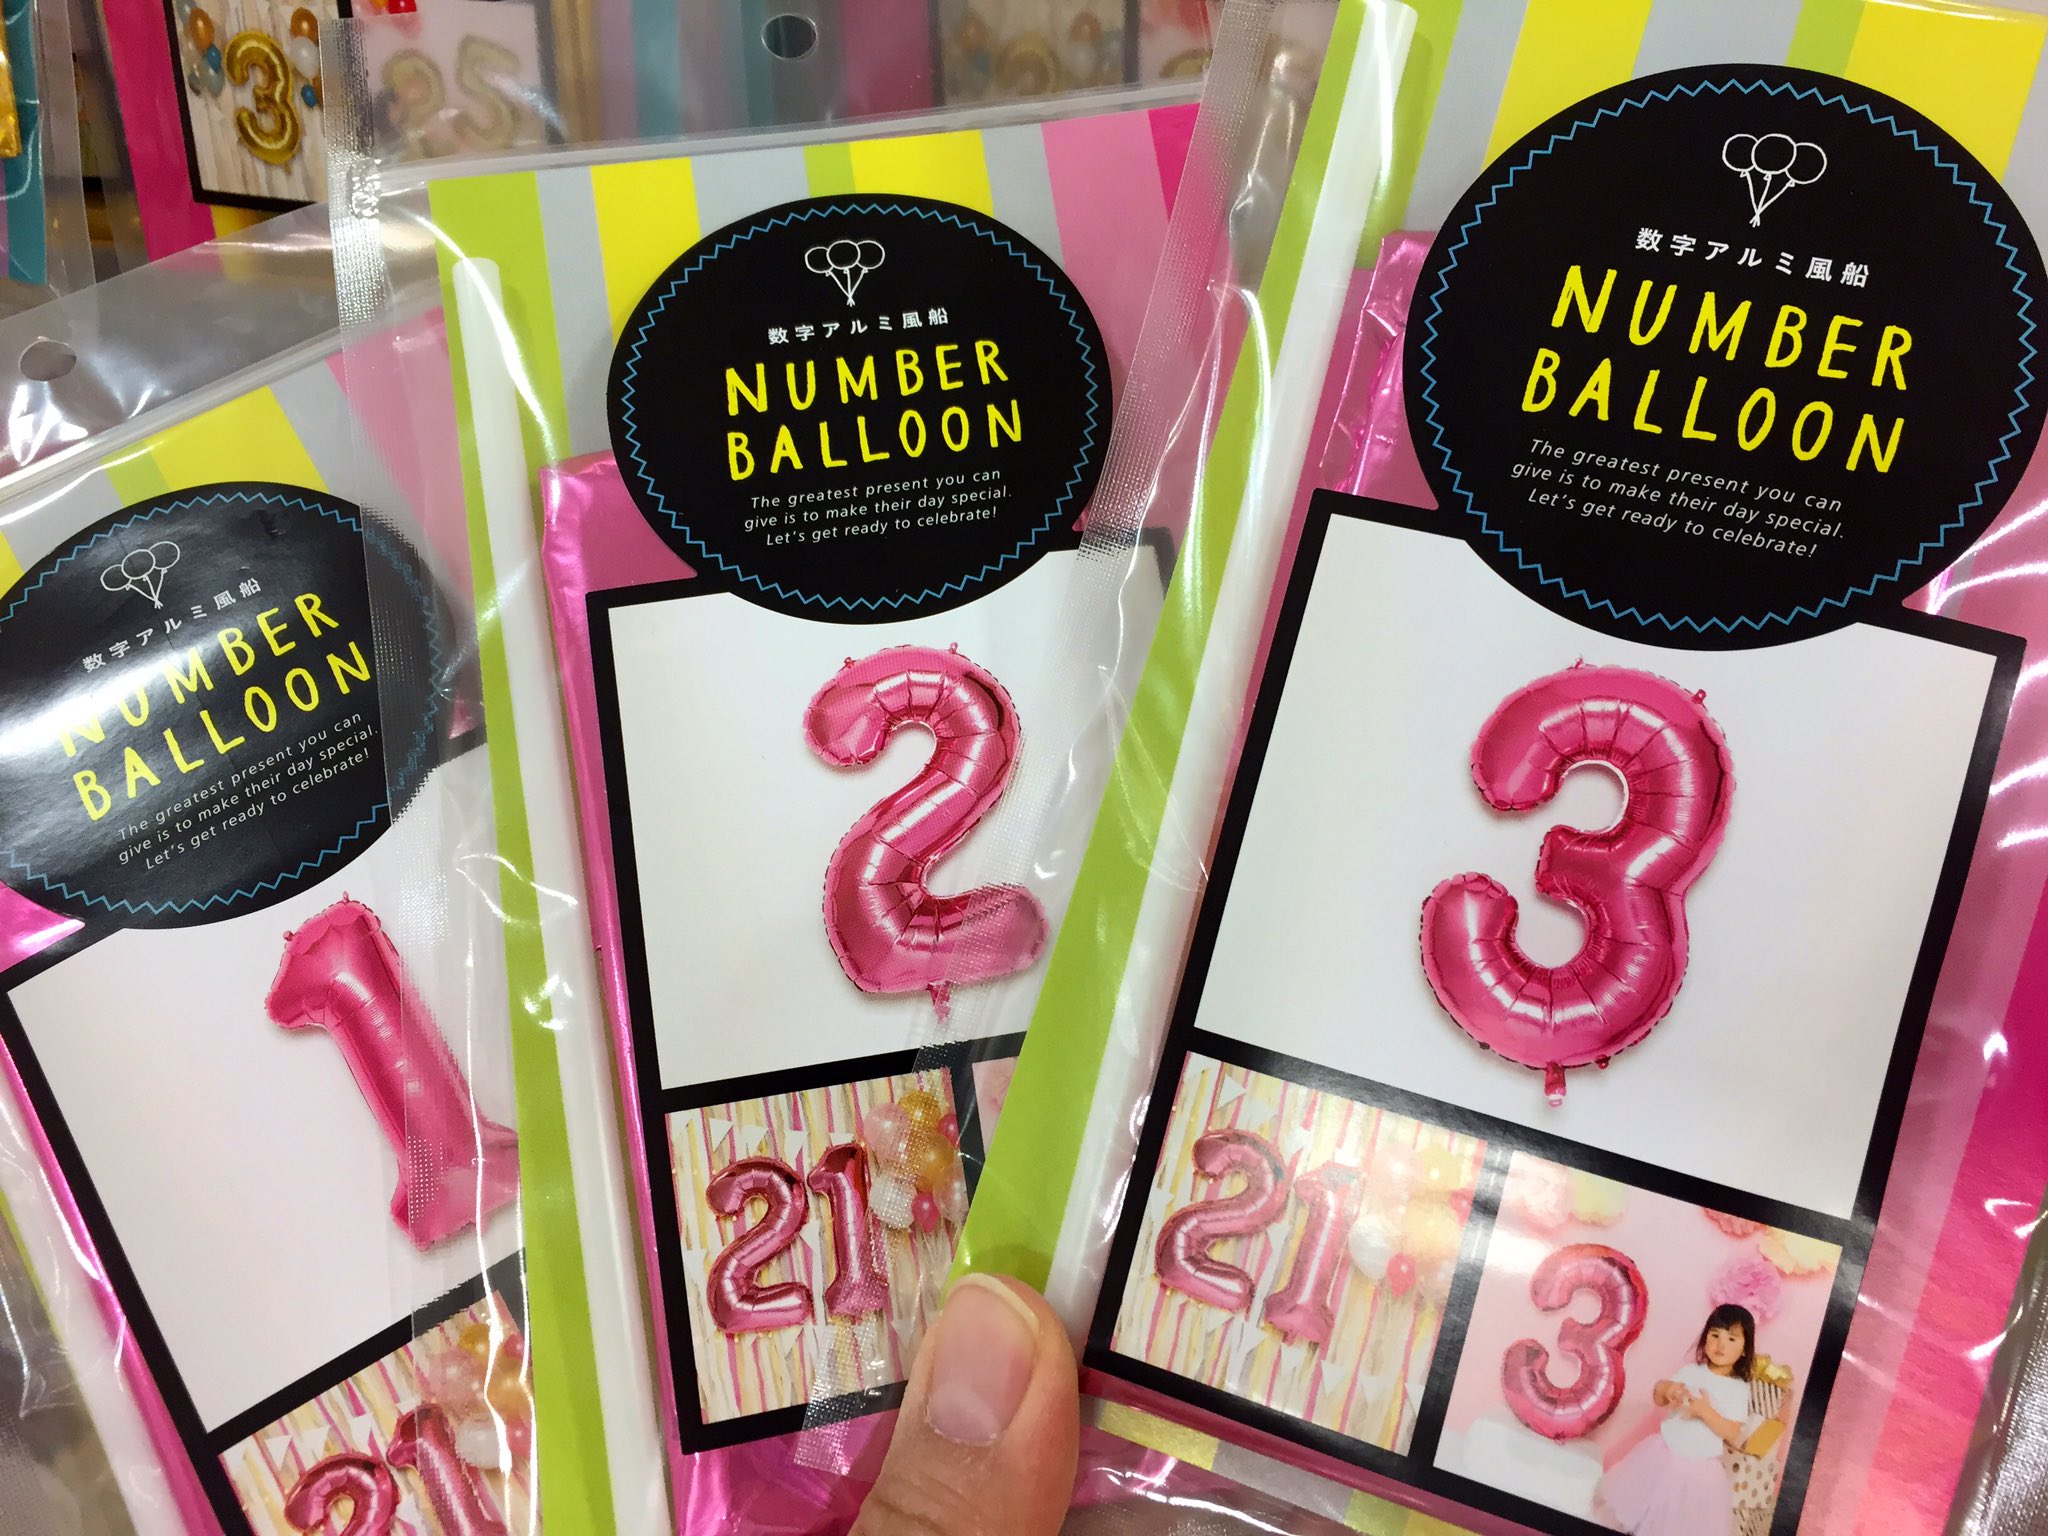 数字アルミ風船
NUMBER
BALLOON
The greatest present you can
give is to make their day special.
Let's get ready to celebrate!
1
21
数字アルミ風船
NUMBER
BALLOON
The greatest present you can
give is to make their day special.
Let's get ready to celebrate!
2
21
数字アルミ風船
NUMBER
BALLOON
The greatest present you can
give is to make their day special.
Let's get ready to celebrate!
3
21
3
3
25